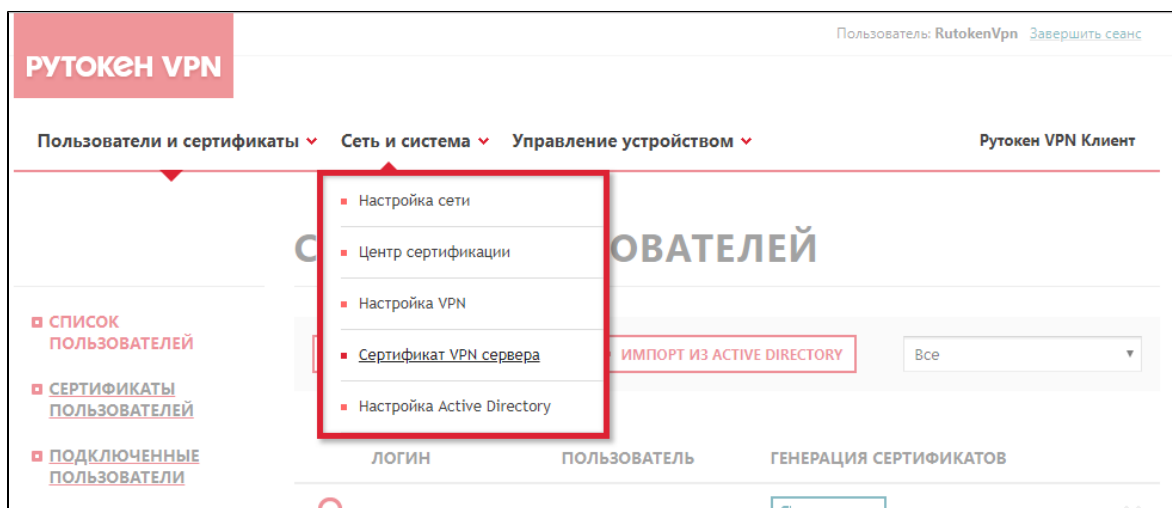 Пользователь: RutokenVpn Завершить сеанс
РУТОКЕН VPN
Пользователи и сертификаты Сеть и система Управление устройством Рутокен VPN Клиент
Настройка сети
Центр сертификации
Настройка VPN
Сертификат VPN сервера
Настройка Active Directory
С ОВАТЕЛЕЙ
СПИСОК
ПОЛЬЗОВАТЕЛЕЙ
СЕРТИФИКАТЫ
ПОЛЬЗОВАТЕЛЕЙ
ПОДКЛЮЧЕННЫЕ
ПОЛЬЗОВАТЕЛИ
ИМПОРТ ИЗ ACTIVE DIRECTORY
Все
ЛОГИН ПОЛЬЗОВАТЕЛЬ ГЕНЕРАЦИЯ СЕРТИФИКАТОВ